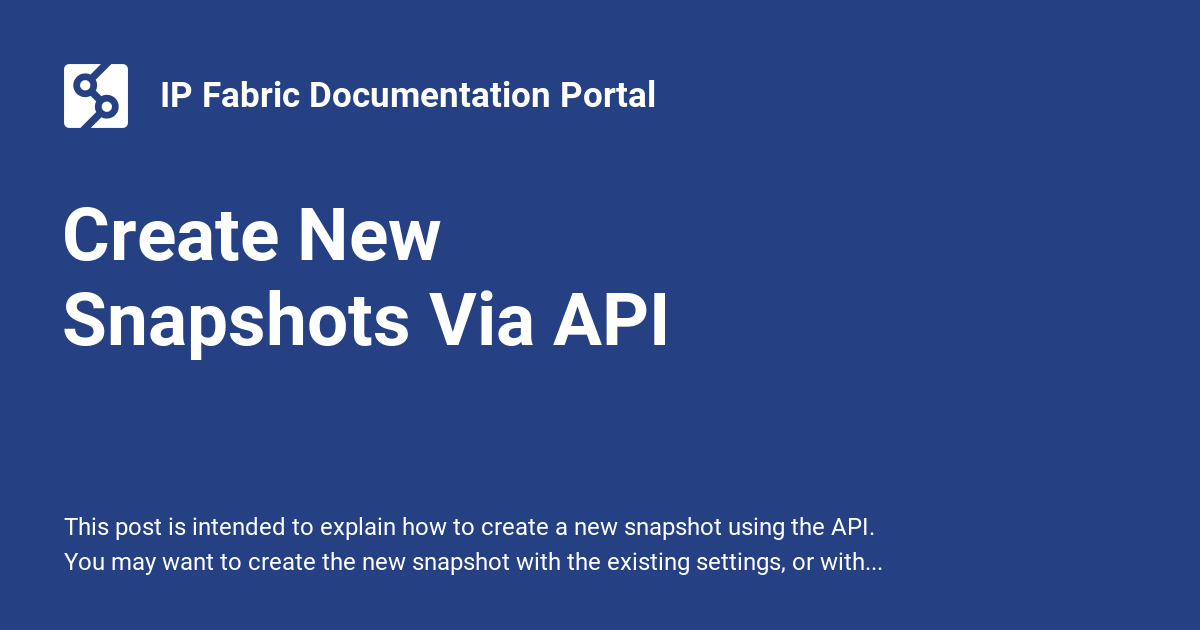 IP Fabric Documentation Portal
Create New
Snapshots Via API
This post is intended to explain how to create a new snapshot using the API.
You may want to create the new snapshot with the existing settings, or with...